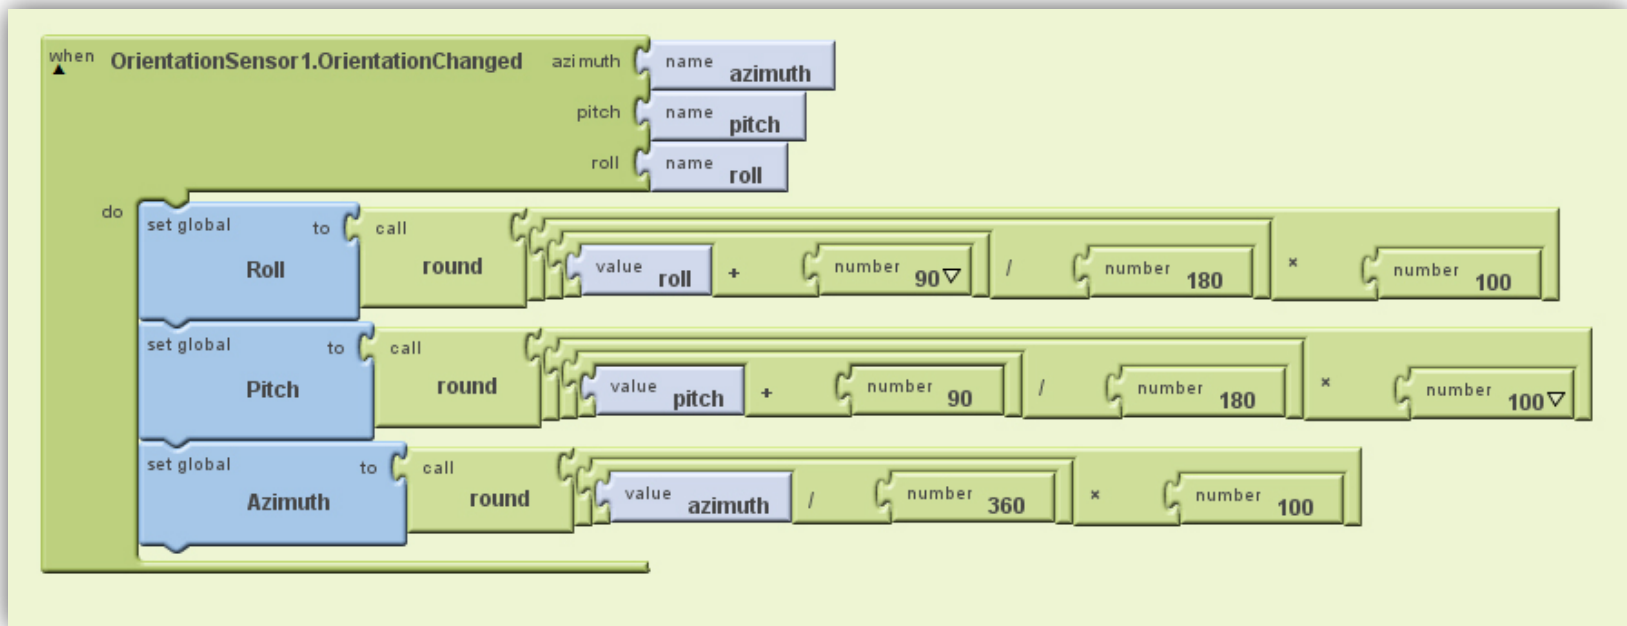 when OrientationSensor1.OrientationChanged azimuth name azimuth
pitch name pitch
roll name roll
do
set global Roll to call round value roll + number 90 / number 180 × number 100
set global Pitch to call round value pitch + number 90 / number 180 × number 100
set global Azimuth to call round value azimuth / number 360 × number 100